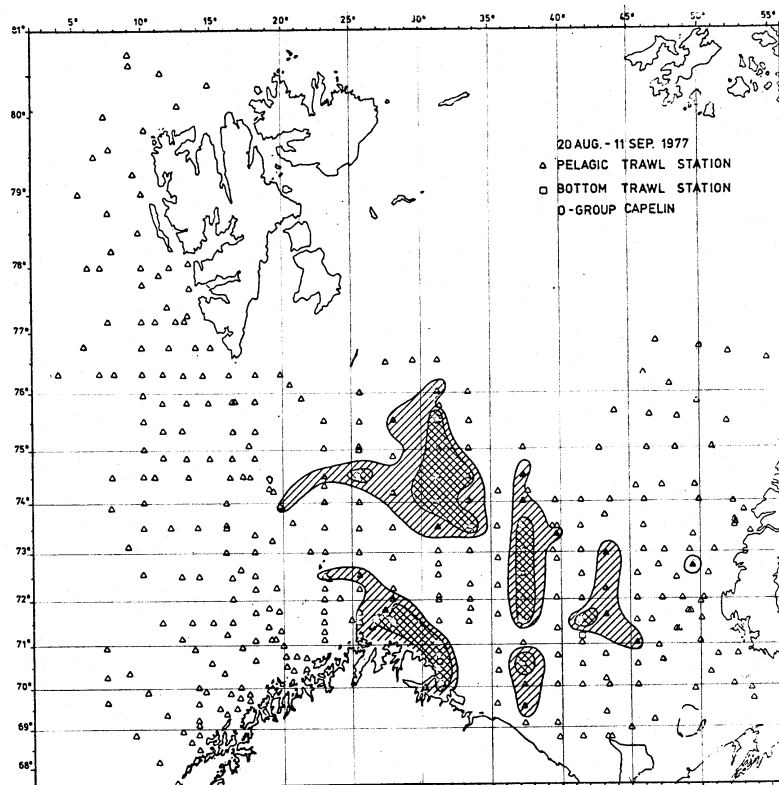 5° 10° 15° 20° 25° 30° 35° 40° 45° 50° 55°
81°
80°
79°
78°
77°
76°
75°
74°
73°
72°
71°
70°
69°
68°
20 AUG. - 11 SEP. 1977
△ PELAGIC TRAWL STATION
□ BOTTOM TRAWL STATION
0-GROUP CAPELIN